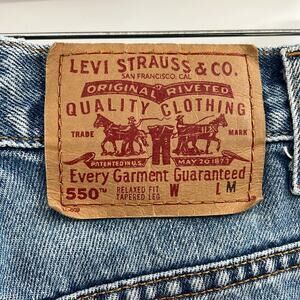 LEVI STRAUSS & CO.
SAN FRANCISCO, CAL
ORIGINAL RIVETED
QUALITY CLOTHING
TRADE MARK
PATENTED IN U.S. MAY 20 1873
Every Garment Guaranteed
550™ RELAXED FIT TAPERED LEG W L M